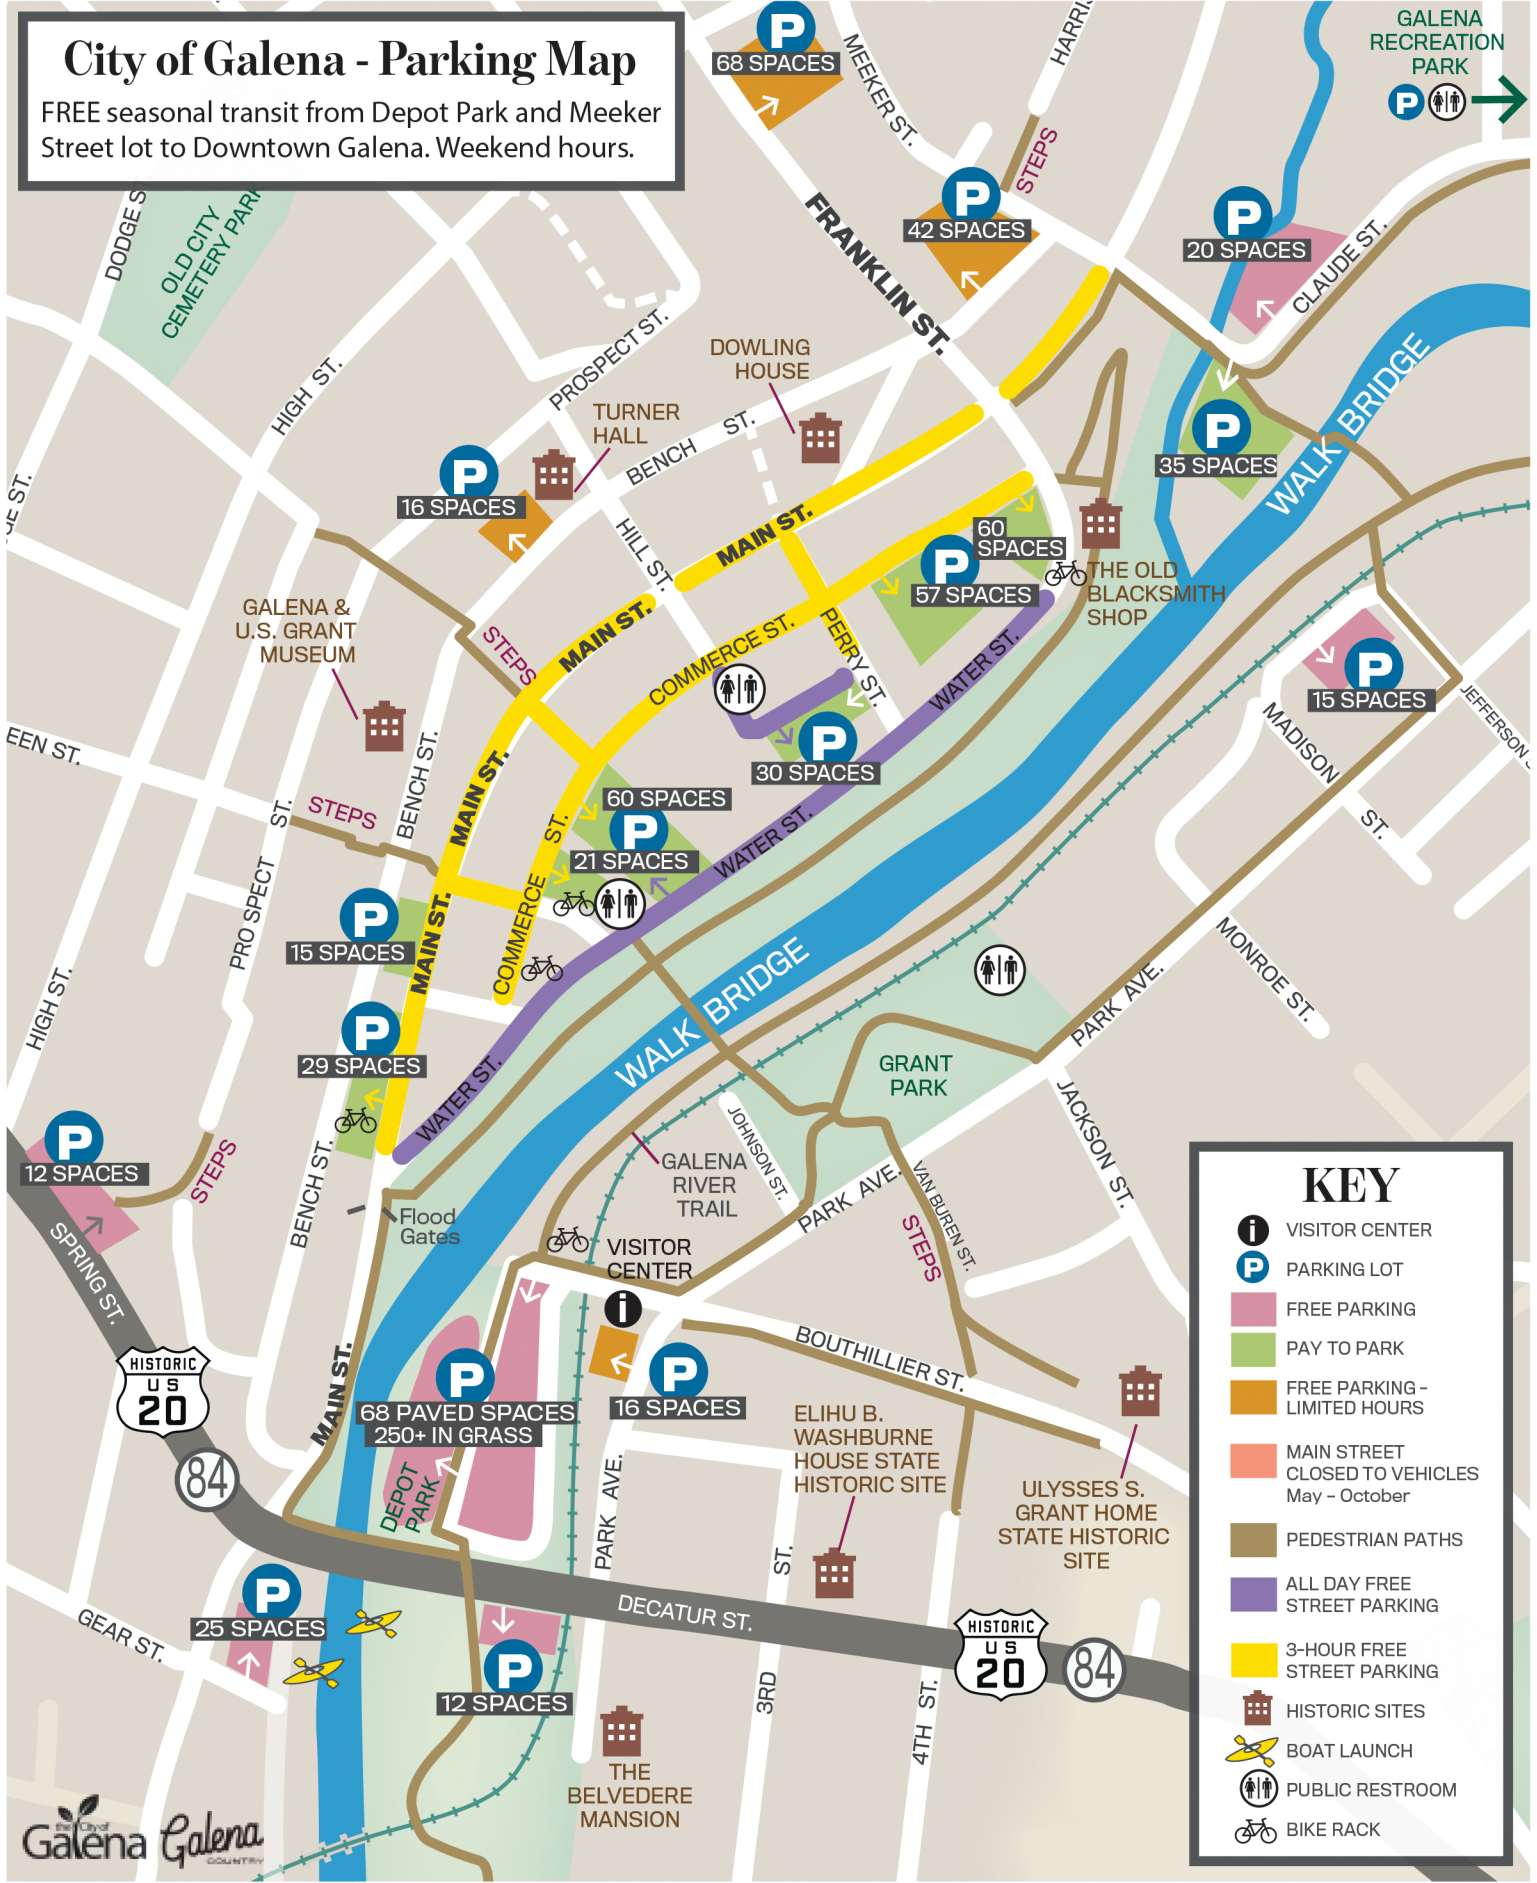 City of Galena - Parking Map
FREE seasonal transit from Depot Park and Meeker
Street lot to Downtown Galena. Weekend hours.
P
68 SPACES
MEEKER ST.
HARRIS
GALENA
RECREATION
PARK
P
STEPS
P
42 SPACES
P
20 SPACES
CLAUDE ST.
DODGE ST.
OLD CITY
CEMETERY PARK
FRANKLIN ST.
HIGH ST.
PROSPECT ST.
DOWLING
HOUSE
TURNER
HALL
BENCH ST.
P
16 SPACES
P
35 SPACES
WALK BRIDGE
GE ST.
HILL ST.
MAIN ST.
60
SPACES
P
57 SPACES
THE OLD
BLACKSMITH
SHOP
GALENA &
U.S. GRANT
MUSEUM
STEPS
MAIN ST.
COMMERCE ST.
PERRY ST.
WATER ST.
P
15 SPACES
JEFFERSON S
MADISON
ST.
EEN ST.
P
30 SPACES
BENCH ST.
MAIN ST.
STEPS
ST.
PROSPECT
60 SPACES
P
21 SPACES
WATER ST.
COMMERCE ST.
P
15 SPACES
MAIN ST.
HIGH ST.
WALK BRIDGE
MONROE ST.
PARK AVE.
P
29 SPACES
WATER ST.
GRANT
PARK
JACKSON ST.
JOHNSON ST.
P
12 SPACES
STEPS
BENCH ST.
SPRING ST.
Flood
Gates
GALENA
RIVER
TRAIL
PARK AVE.
VAN BUREN ST.
STEPS
VISITOR
CENTER
i
BOUTHILLIER ST.
HISTORIC
US
20
84
MAIN ST.
P
68 PAVED SPACES
250+ IN GRASS
DEPOT
PARK
P
16 SPACES
ELIHU B.
WASHBURNE
HOUSE STATE
HISTORIC SITE
ULYSSES S.
GRANT HOME
STATE HISTORIC
SITE
PARK AVE.
ST.
3RD
4TH ST.
DECATUR ST.
P
25 SPACES
GEAR ST.
P
12 SPACES
HISTORIC
US
20
84
THE
BELVEDERE
MANSION
the City of
Galena
Galena
COUNTRY
KEY
i VISITOR CENTER
P PARKING LOT
FREE PARKING
PAY TO PARK
FREE PARKING –
LIMITED HOURS
MAIN STREET
CLOSED TO VEHICLES
May – October
PEDESTRIAN PATHS
ALL DAY FREE
STREET PARKING
3-HOUR FREE
STREET PARKING
HISTORIC SITES
BOAT LAUNCH
PUBLIC RESTROOM
BIKE RACK